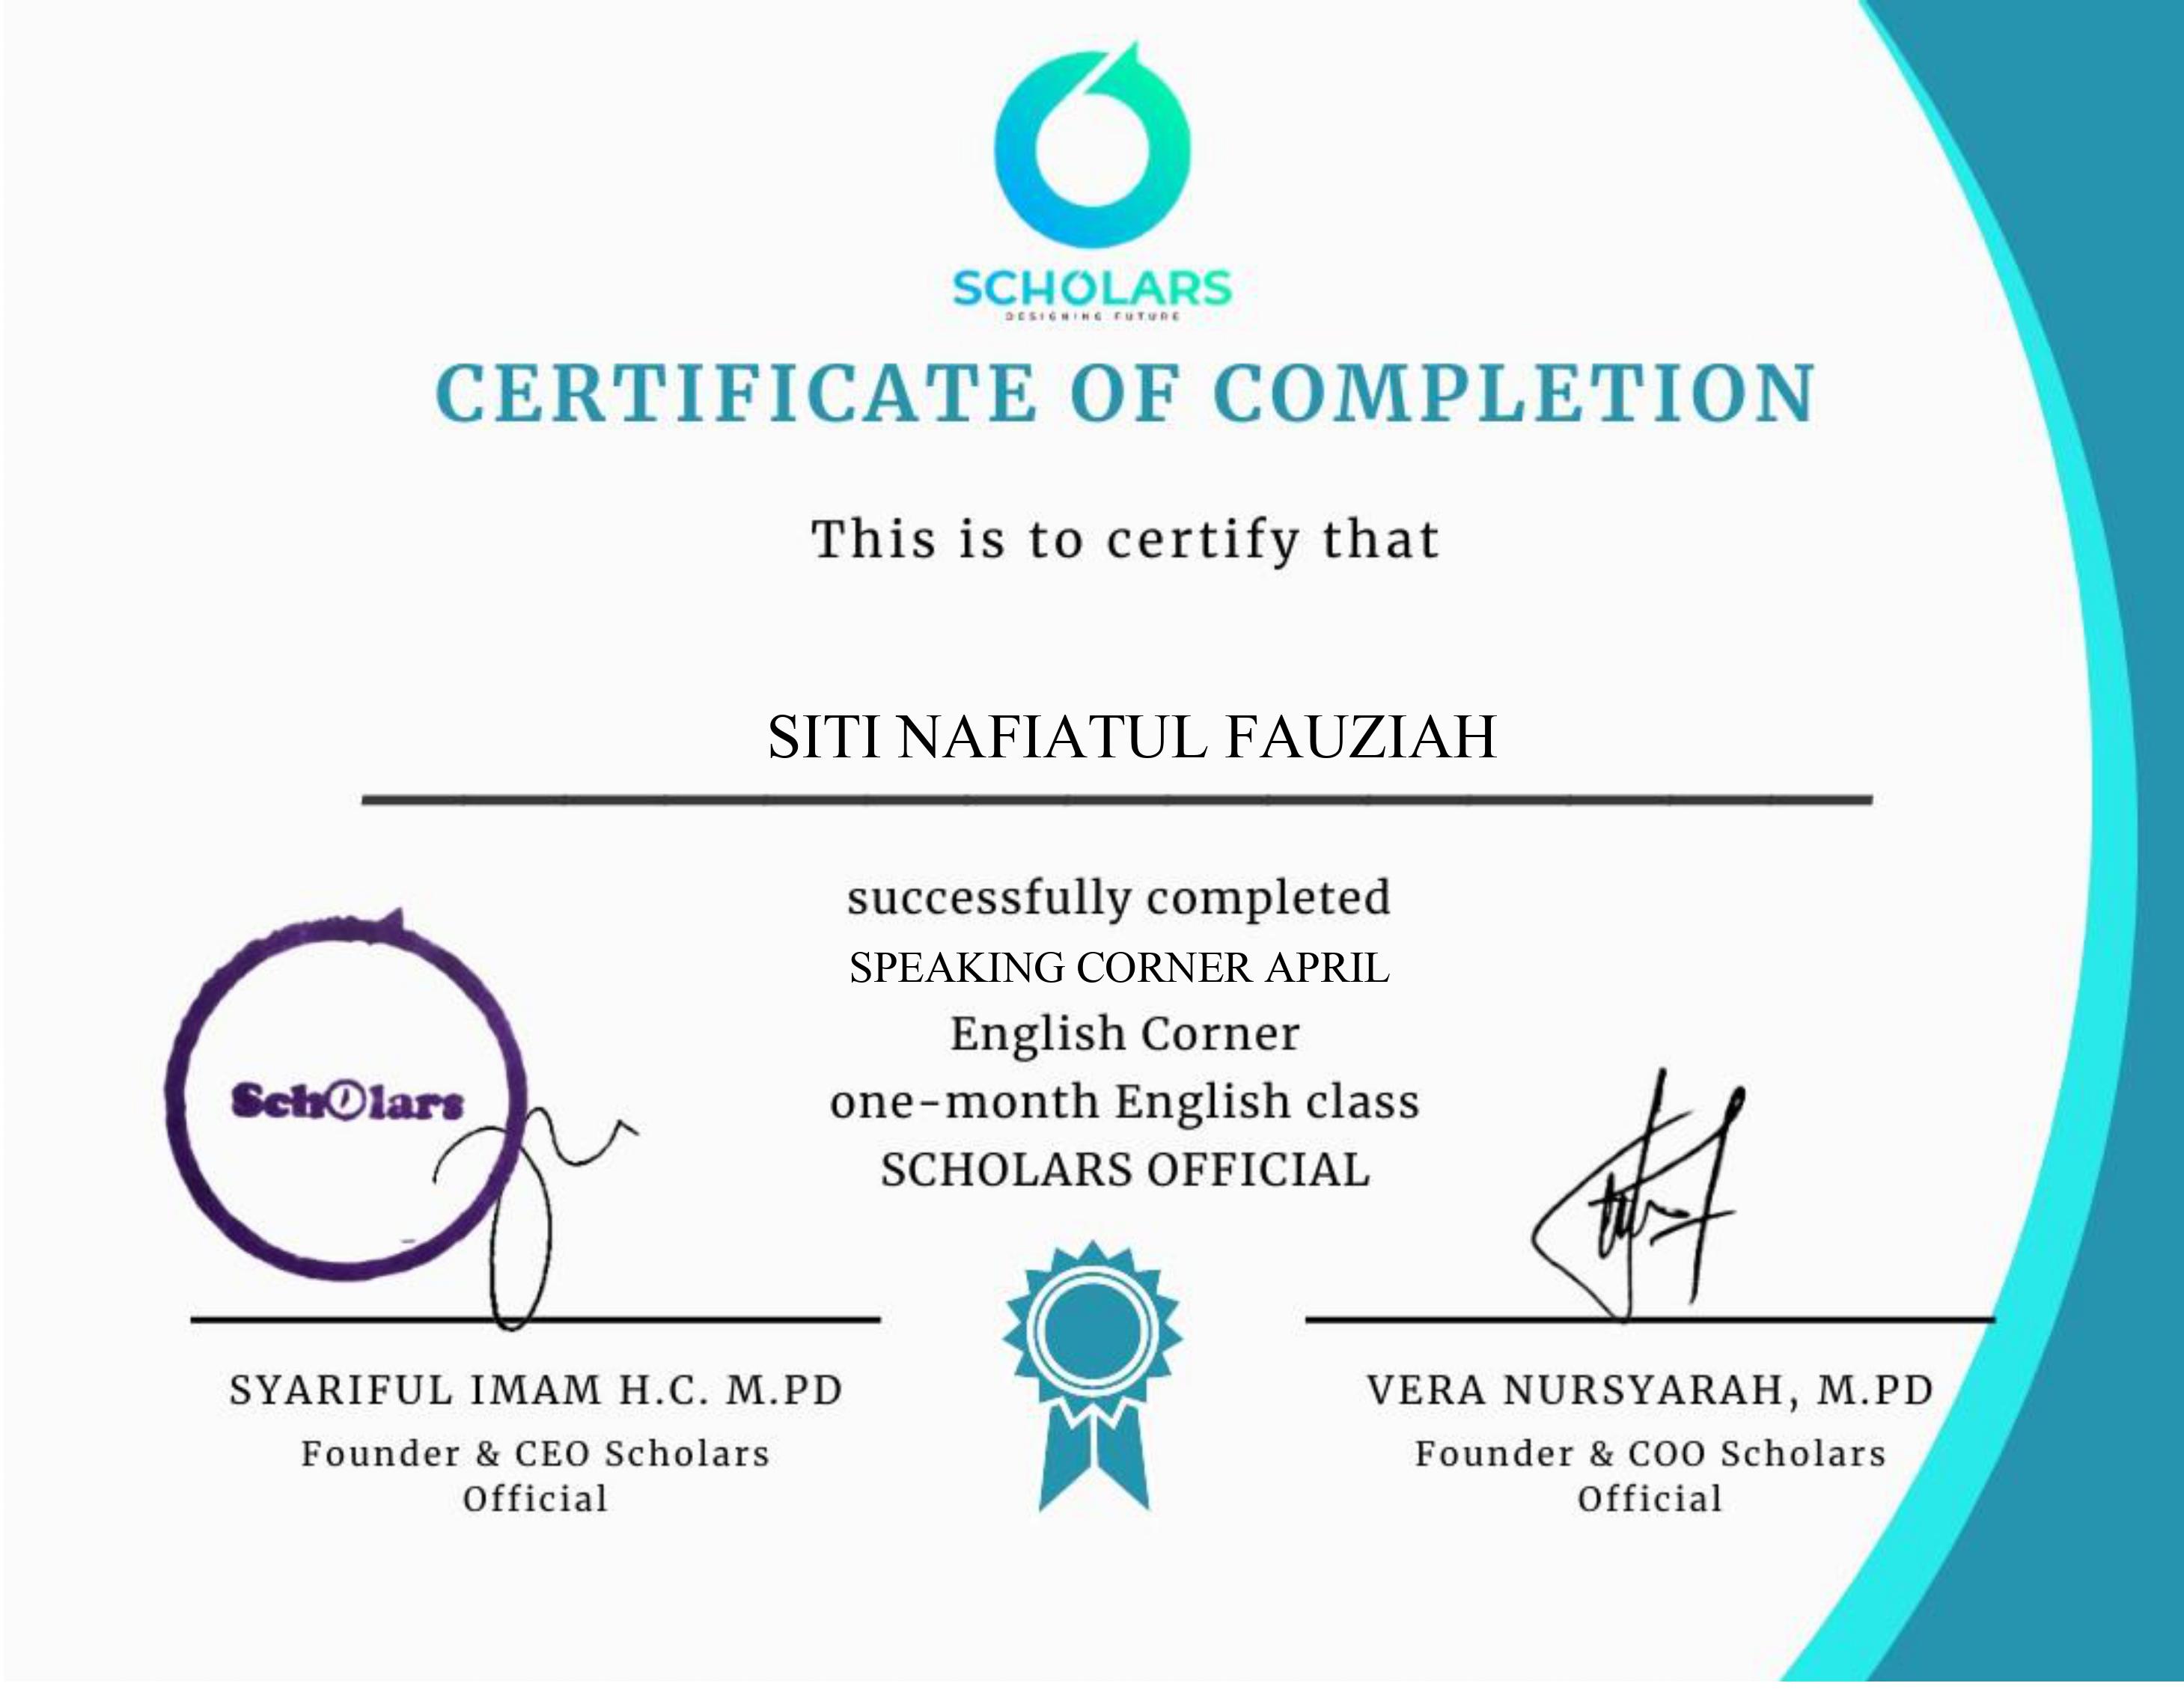 SCHOLARS
DESIGNING FUTURE
CERTIFICATE OF COMPLETION
This is to certify that
SITI NAFIATUL FAUZIAH
successfully completed
SPEAKING CORNER APRIL
English Corner
one-month English class
SCHOLARS OFFICIAL
Scholars
SYARIFUL IMAM H.C. M.PD
Founder & CEO Scholars
Official
VERA NURSYARAH, M.PD
Founder & COO Scholars
Official